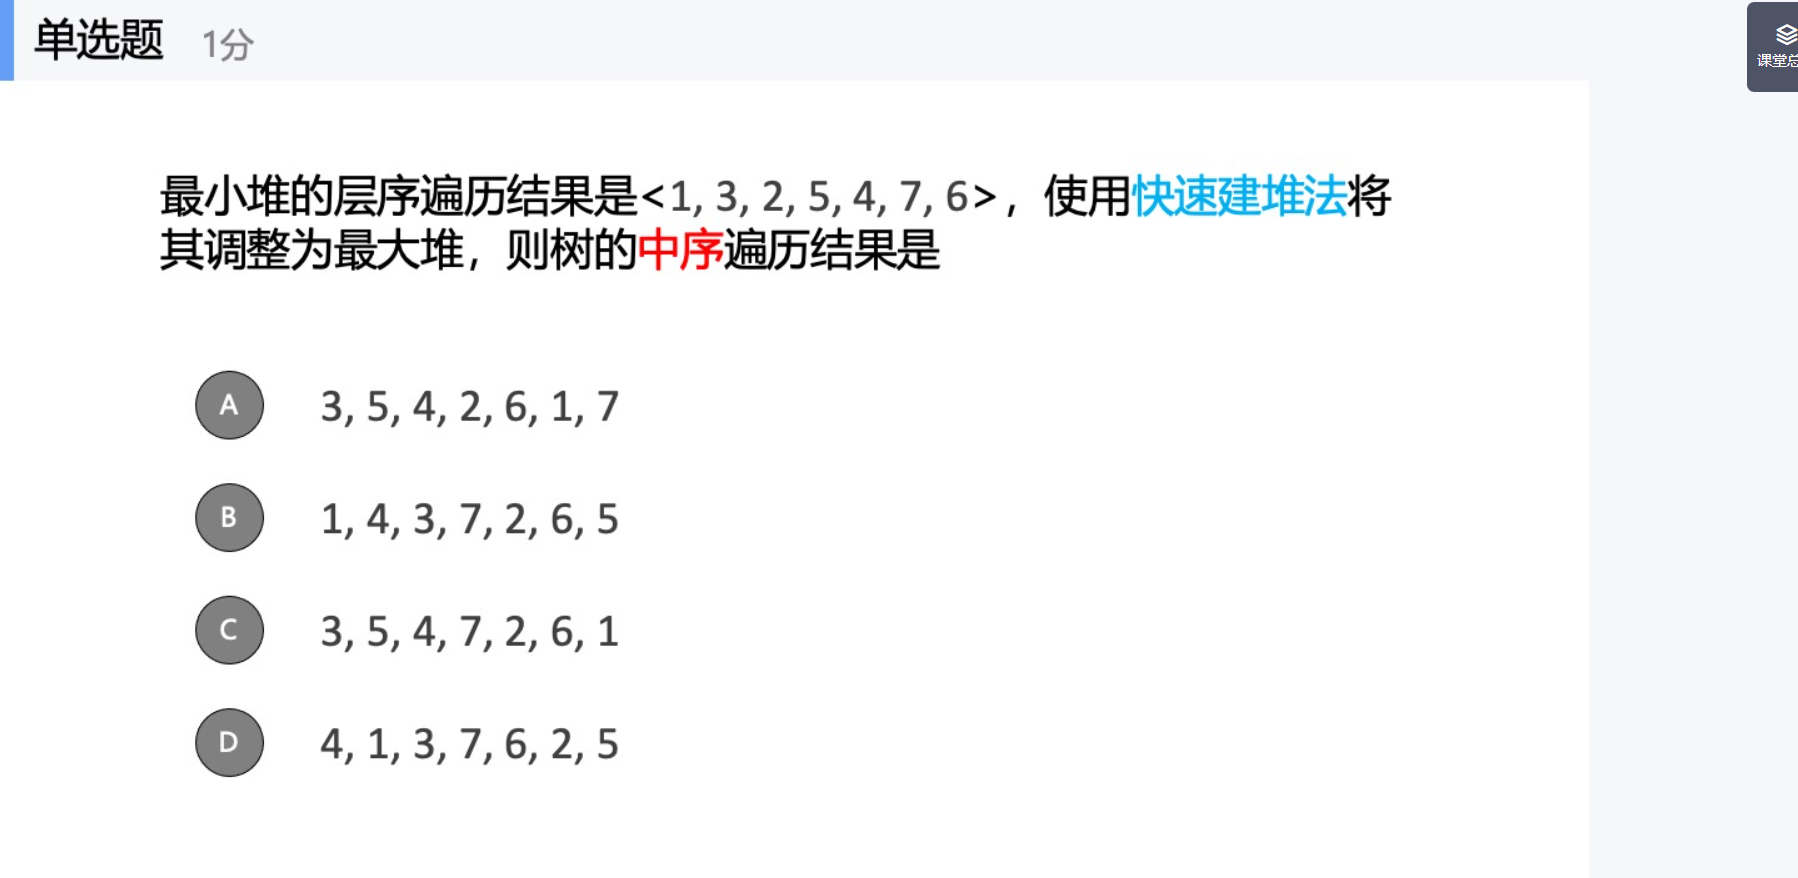 单选题 1分
课堂总
最小堆的层序遍历结果是<1, 3, 2, 5, 4, 7, 6>，使用快速建堆法将
其调整为最大堆，则树的中序遍历结果是
A 3, 5, 4, 2, 6, 1, 7
B 1, 4, 3, 7, 2, 6, 5
C 3, 5, 4, 7, 2, 6, 1
D 4, 1, 3, 7, 6, 2, 5